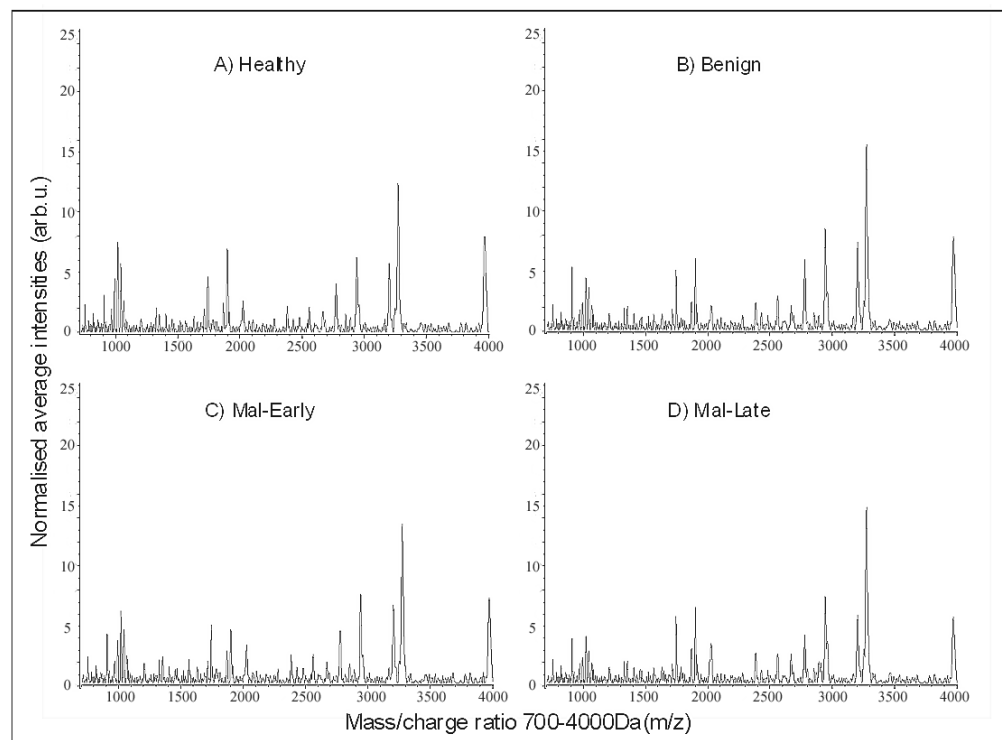 A) Healthy
25
20
15
10
5
0
1000 1500 2000 2500 3000 3500 4000
B) Benign
25
20
15
10
5
0
1000 1500 2000 2500 3000 3500 4000
C) Mal-Early
25
20
15
10
5
0
1000 1500 2000 2500 3000 3500 4000
D) Mal-Late
25
20
15
10
5
0
1000 1500 2000 2500 3000 3500 4000
Normalised average intensities (arb.u.)
Mass/charge ratio 700-4000Da(m/z)